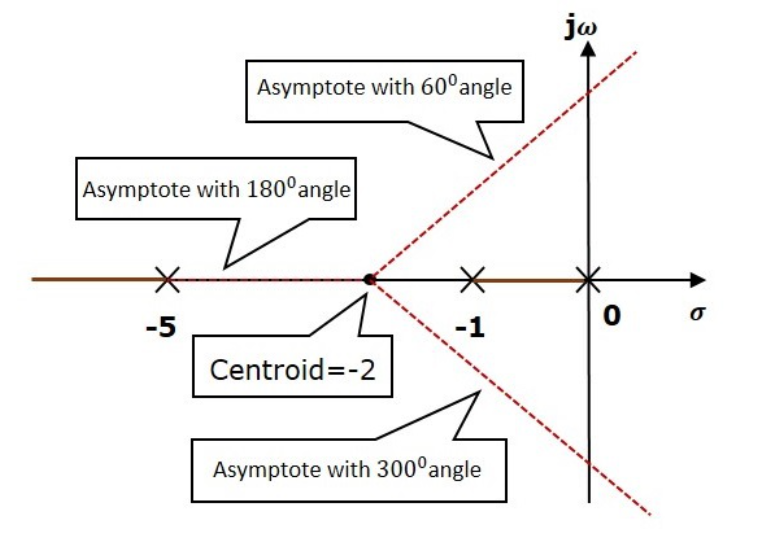 jω
Asymptote with 60⁰angle
Asymptote with 180⁰angle
-5
-1
0
σ
Centroid=-2
Asymptote with 300⁰angle